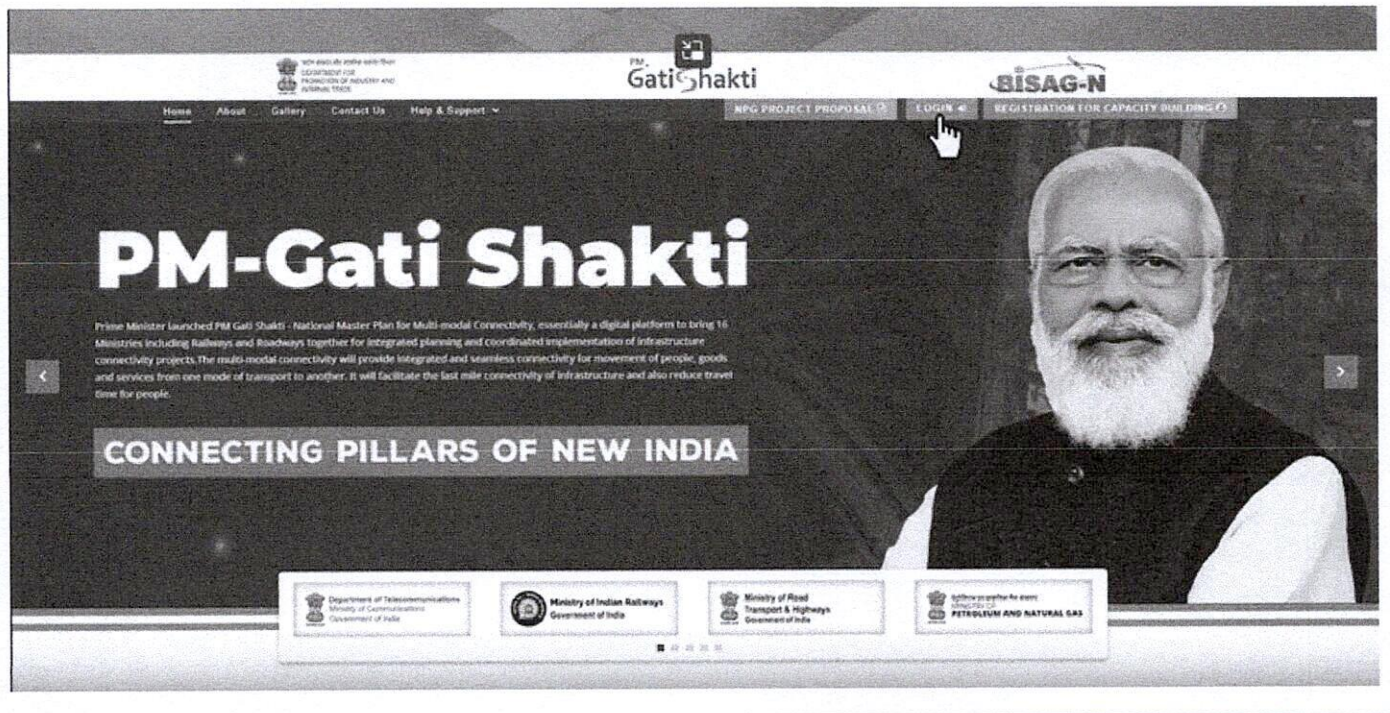 DEPARTMENT FOR
PROMOTION OF INDUSTRY AND
INTERNAL TRADE
PM
GatiShakti
BISAG-N
Home About Gallery Contact Us Help & Support
NPG PROJECT PROPOSAL LOGIN REGISTRATION FOR CAPACITY BUILDING
PM-Gati Shakti
Prime Minister launched PM Gati Shakti - National Master Plan for Multi-modal Connectivity, essentially a digital platform to bring 16
Ministries including Railways and Roadways together for integrated planning and coordinated implementation of infrastructure
connectivity projects.The multi-modal connectivity will provide integrated and seamless connectivity for movement of people, goods
and services from one mode of transport to another. It will facilitate the last mile connectivity of infrastructure and also reduce travel
time for people.
CONNECTING PILLARS OF NEW INDIA
Department of Telecommunications
Ministry of Communications
Government of India
Ministry of Indian Railways
Government of India
Ministry of Road
Transport & Highways
Government of India
MINISTRY OF
PETROLEUM AND NATURAL GAS